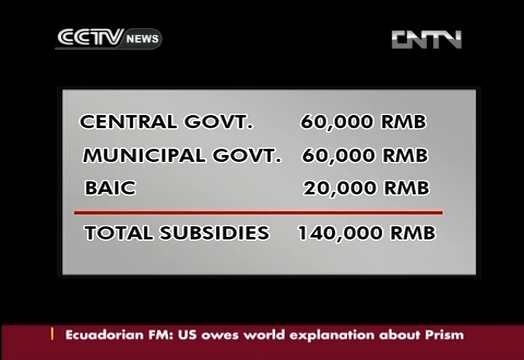 CCTV NEWS
CNTV
CENTRAL GOVT. 60,000 RMB
MUNICIPAL GOVT. 60,000 RMB
BAIC 20,000 RMB
TOTAL SUBSIDIES 140,000 RMB
Ecuadorian FM: US owes world explanation about Prism